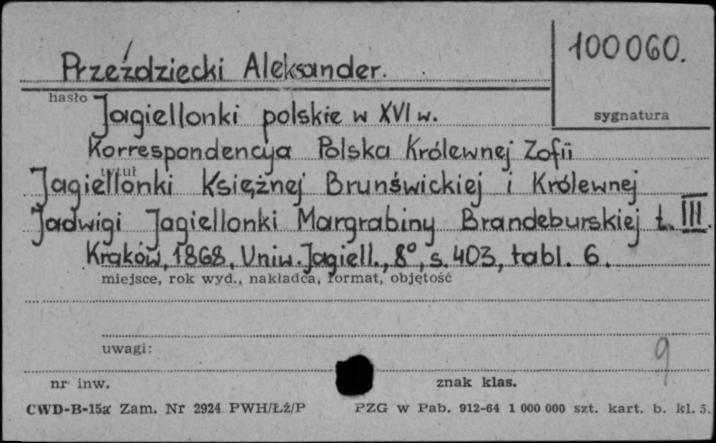 Przeździecki Aleksander.
100060.
hasło
sygnatura
Jagiellonki polskie w XVI w.
Korrespondencyja Polska Królewnej Zofii
tytuł
Jagiellonki Księżnej Brunświckiej i Królewnej
Jadwigi Jagiellonki Margrabiny Brandeburskiej t. III.
Kraków, 1868, Uniw. Jagiell., 8°, s. 403, tabl. 6.
miejsce, rok wyd., nakładca, format, objętość
uwagi:
9
nr inw.
znak klas.
CWD-B-15a Zam. Nr 2924 PWH/Łź/P
PZG w Pab. 912-64 1 000 000 szt. kart. b. kl. 5.